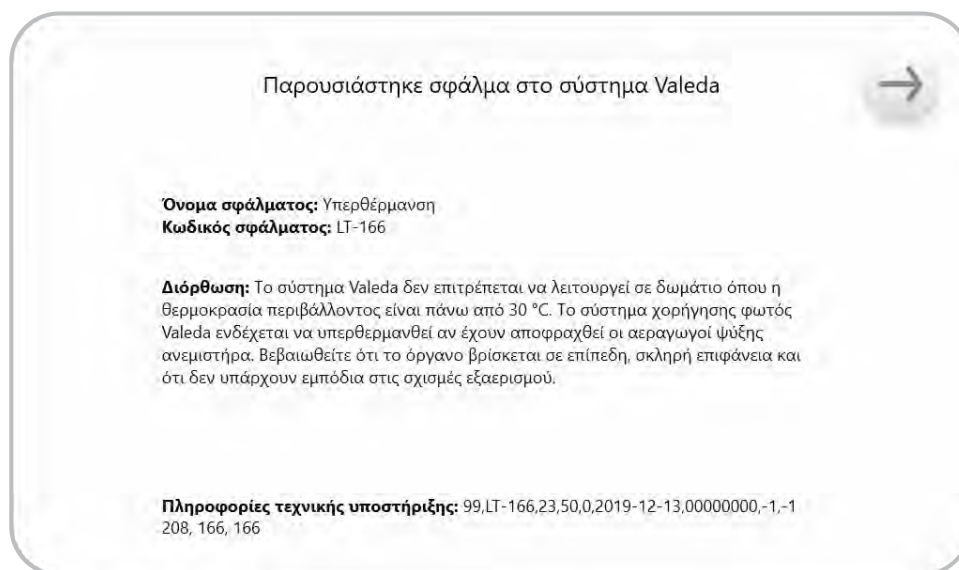 Παρουσιάστηκε σφάλμα στο σύστημα Valeda
Όνομα σφάλματος: Υπερθέρμανση
Κωδικός σφάλματος: LT-166
Διόρθωση: Το σύστημα Valeda δεν επιτρέπεται να λειτουργεί σε δωμάτιο όπου η
θερμοκρασία περιβάλλοντος είναι πάνω από 30 °C. Το σύστημα χορήγησης φωτός
Valeda ενδέχεται να υπερθερμανθεί αν έχουν αποφραχθεί οι αεραγωγοί ψύξης
ανεμιστήρα. Βεβαιωθείτε ότι το όργανο βρίσκεται σε επίπεδη, σκληρή επιφάνεια και
ότι δεν υπάρχουν εμπόδια στις σχισμές εξαερισμού.
Πληροφορίες τεχνικής υποστήριξης: 99,LT-166,23,50,0,2019-12-13,00000000,-1,-1
208, 166, 166